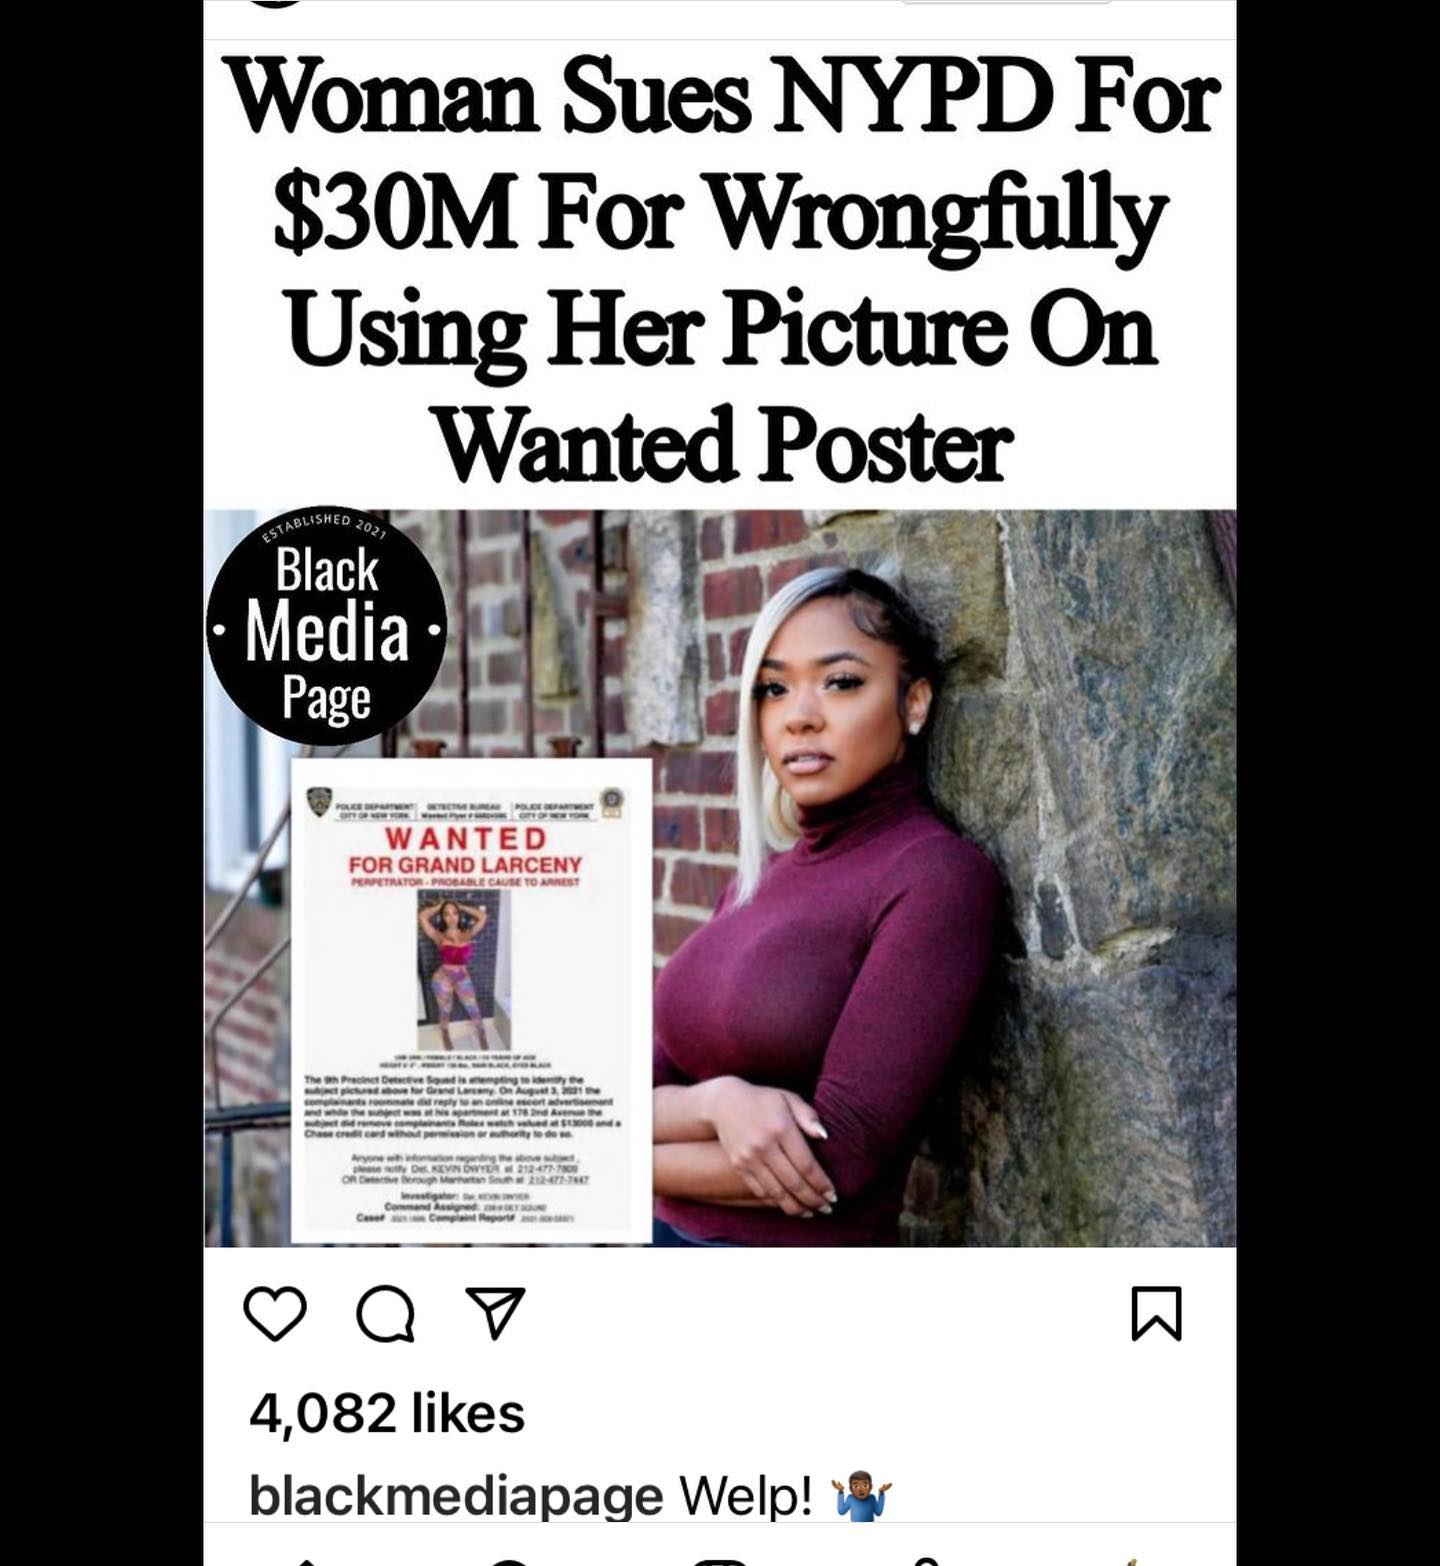 Woman Sues NYPD For
$30M For Wrongfully
Using Her Picture On
Wanted Poster
ESTABLISHED 2021
Black
Media
Page
POLICE DEPARTMENT
CITY OF NEW YORK
DETECTIVE BUREAU
Wanted Flyer #
POLICE DEPARTMENT
CITY OF NEW YORK
WANTED
FOR GRAND LARCENY
PERPETRATOR - PROBABLE CAUSE TO ARREST
The 9th Precinct Detective Squad is attempting to identify the
subject pictured above for Grand Larceny. On August 3, 2021 the
complainants roommate did reply to an online escort advertisement
and while the subject was at his apartment at 178 2nd Avenue the
subject did remove complainants Rolex watch valued at $13000 and a
Chase credit card without permission or authority to do so.
Anyone with information regarding the above subject,
please notify Det. KEVIN DWYER at 212-477-7809
OR Detective Borough Manhattan South at 212-477-7447
Investigator: Det. KEVIN DWYER
Command Assigned:
Case# Complaint Report#
4,082 likes
blackmediapage Welp! 🤷🏾‍♂️